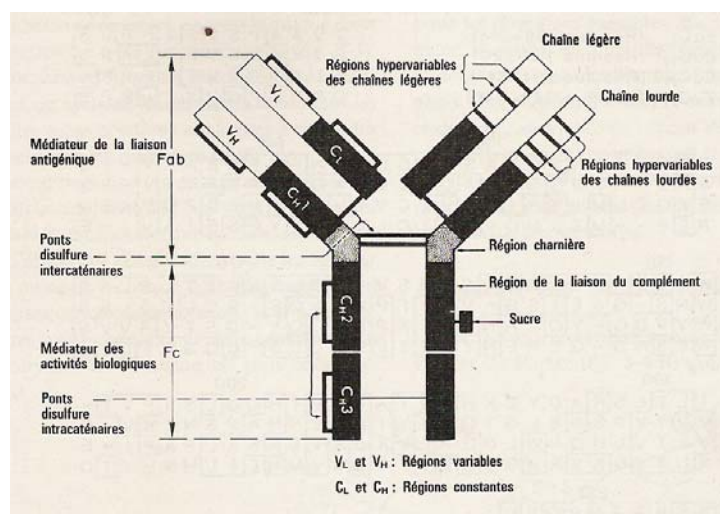 Chaîne légère
Régions hypervariables
des chaînes légères
Chaîne lourde
VL
VH
CL
CH1
Médiateur de la liaison
antigénique
Fab
Régions hypervariables
des chaînes lourdes
Ponts
disulfure
intercaténaires
Région charnière
Région de la liaison du complément
CH2
Sucre
Médiateur des
activités biologiques
Fc
Ponts
disulfure
intracaténaires
CH3
VL et VH : Régions variables
CL et CH : Régions constantes